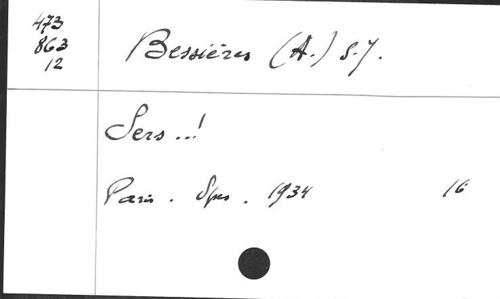 473
863
12
Bessières (A.) S.J.
Sers...!
Paris. Spes. 1934 16